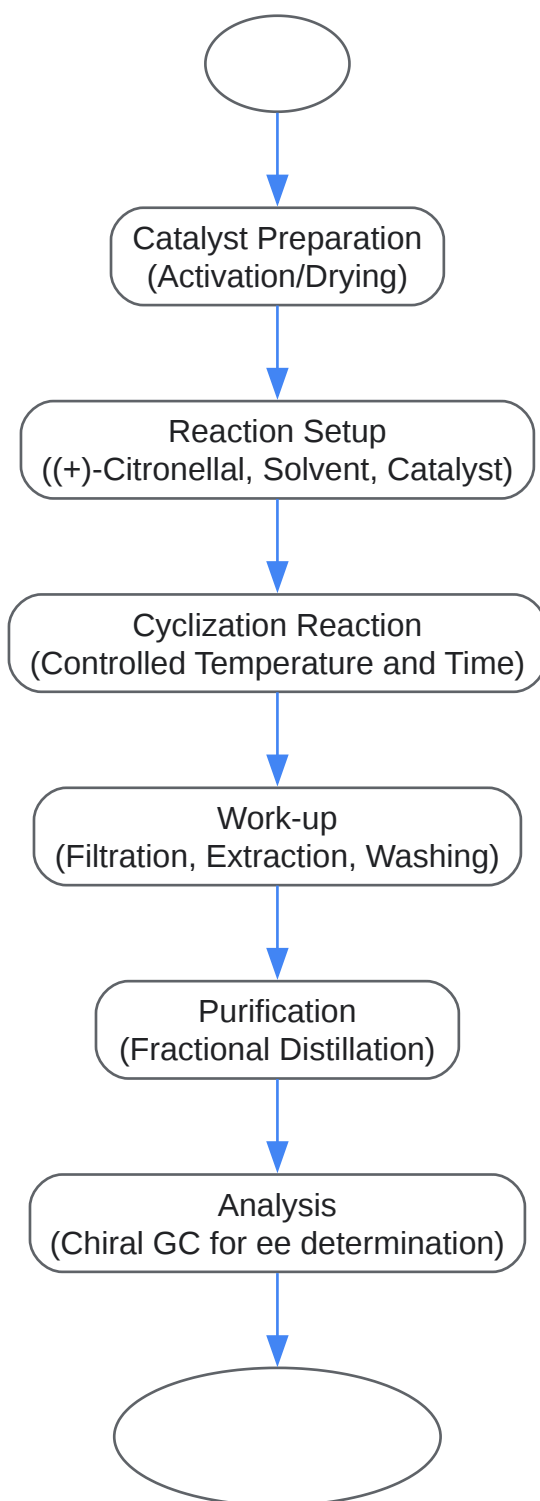 Catalyst Preparation
(Activation/Drying)
Reaction Setup
((+)-Citronellal, Solvent, Catalyst)
Cyclization Reaction
(Controlled Temperature and Time)
Work-up
(Filtration, Extraction, Washing)
Purification
(Fractional Distillation)
Analysis
(Chiral GC for ee determination)